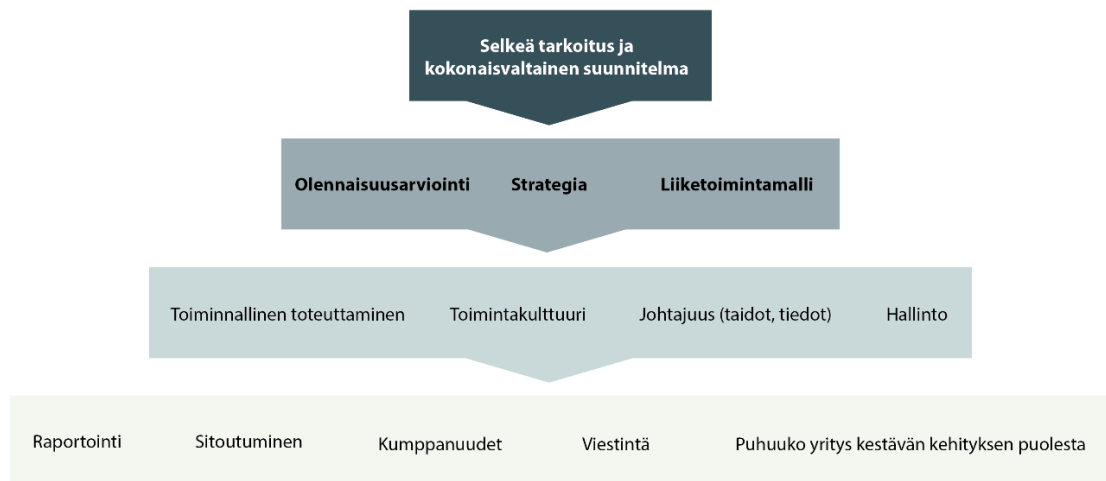 Selkeä tarkoitus ja
kokonaisvaltainen suunnitelma
Olennaisuusarviointi Strategia Liiketoimintamalli
Toiminnallinen toteuttaminen Toimintakulttuuri Johtajuus (taidot, tiedot) Hallinto
Raportointi Sitoutuminen Kumppanuudet Viestintä Puhuuko yritys kestävän kehityksen puolesta